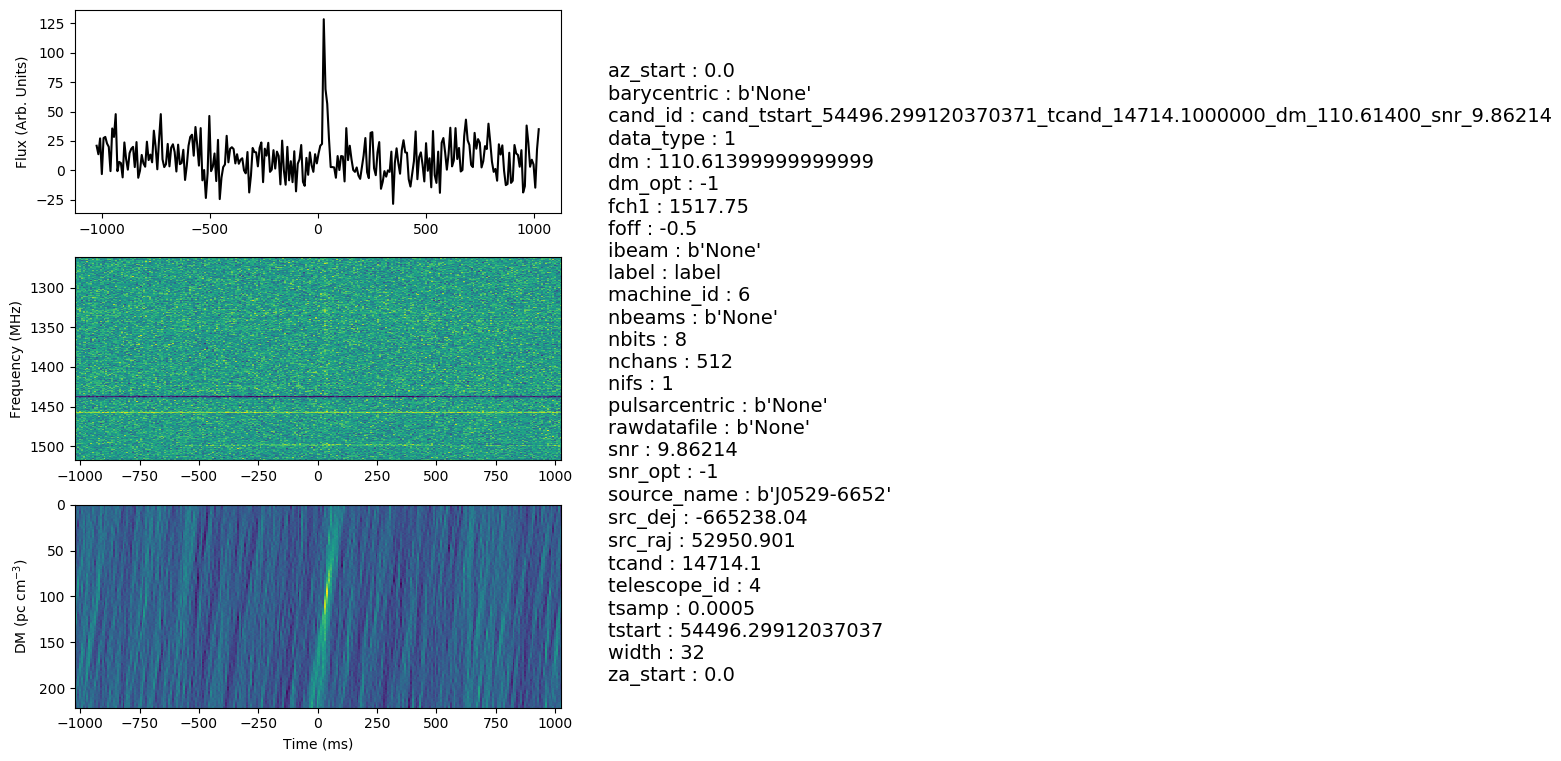 125
100
75
50
25
0
−25
Flux (Arb. Units)
−1000 −500 0 500 1000
1300
1350
1400
1450
1500
Frequency (MHz)
−1000 −750 −500 −250 0 250 500 750 1000
0
50
100
150
200
DM (pc cm⁻³)
−1000 −750 −500 −250 0 250 500 750 1000
Time (ms)
az_start : 0.0
barycentric : b'None'
cand_id : cand_tstart_54496.299120370371_tcand_14714.1000000_dm_110.61400_snr_9.86214
data_type : 1
dm : 110.61399999999999
dm_opt : -1
fch1 : 1517.75
foff : -0.5
ibeam : b'None'
label : label
machine_id : 6
nbeams : b'None'
nbits : 8
nchans : 512
nifs : 1
pulsarcentric : b'None'
rawdatafile : b'None'
snr : 9.86214
snr_opt : -1
source_name : b'J0529-6652'
src_dej : -665238.04
src_raj : 52950.901
tcand : 14714.1
telescope_id : 4
tsamp : 0.0005
tstart : 54496.29912037037
width : 32
za_start : 0.0